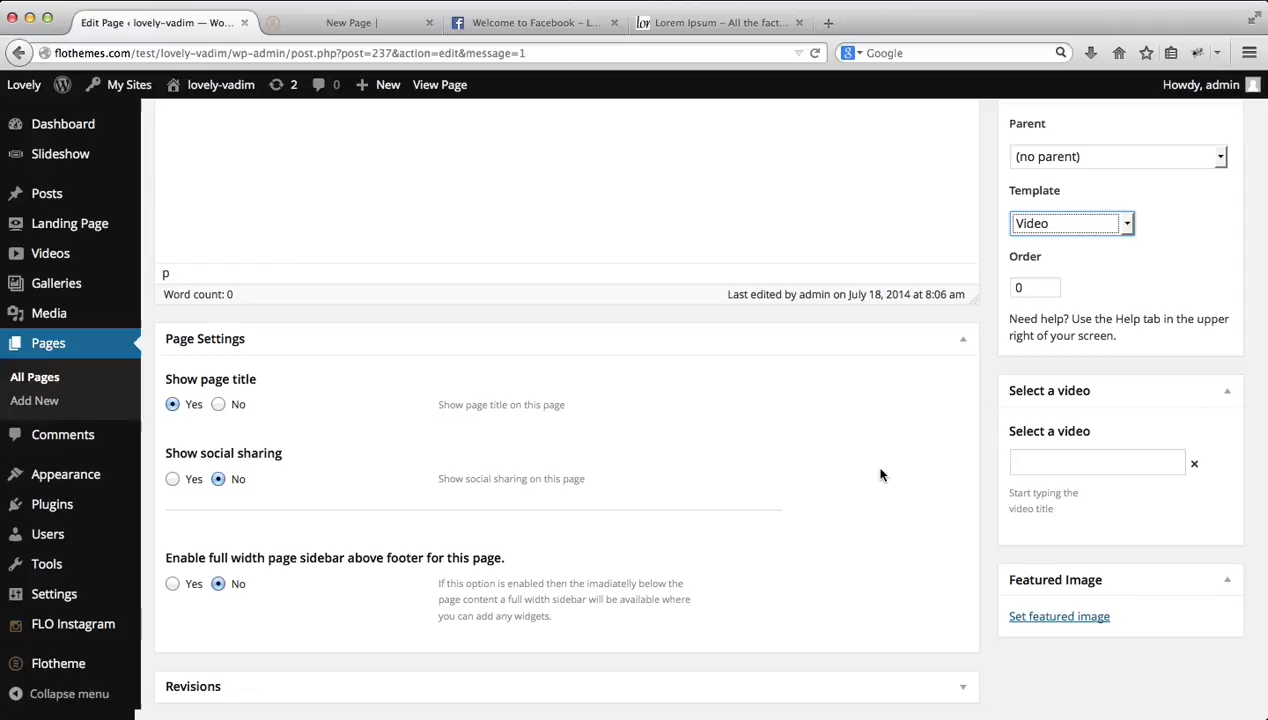 Edit Page ‹ lovely-vadim — Wo...
New Page |
Welcome to Facebook – L...
lor Lorem Ipsum – All the fact...
flothemes.com/test/lovely-vadim/wp-admin/post.php?post=237&action=edit&message=1
Google
Lovely
My Sites
lovely-vadim
2
0
New
View Page
Howdy, admin
Dashboard
Slideshow
Posts
Landing Page
Videos
Galleries
Media
Pages
All Pages
Add New
Comments
Appearance
Plugins
Users
Tools
Settings
FLO Instagram
Flotheme
Collapse menu
p
Word count: 0
Last edited by admin on July 18, 2014 at 8:06 am
Page Settings
Show page title
Yes No
Show page title on this page
Show social sharing
Yes No
Show social sharing on this page
Enable full width page sidebar above footer for this page.
Yes No
If this option is enabled then the imadiatelly below the
page content a full width sidebar will be available where
you can add any widgets.
Revisions
Parent
(no parent)
Template
Video
Order
0
Need help? Use the Help tab in the upper
right of your screen.
Select a video
Select a video
Start typing the
video title
Featured Image
Set featured image